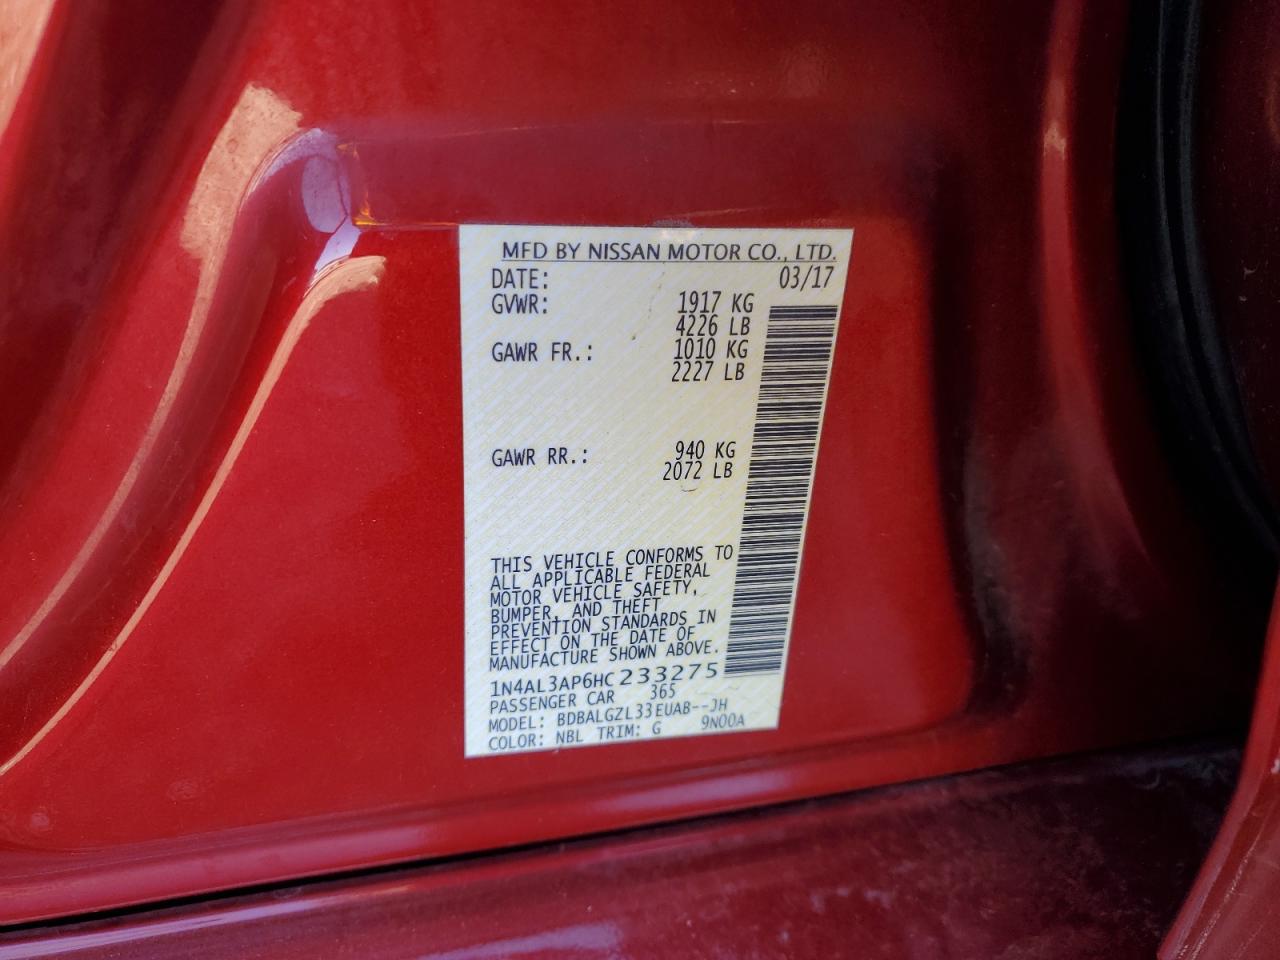 MFD BY NISSAN MOTOR CO., LTD.
DATE: 03/17
GVWR: 1917 KG
4226 LB
GAWR FR.: 1010 KG
2227 LB
GAWR RR.: 940 KG
2072 LB
THIS VEHICLE CONFORMS TO
ALL APPLICABLE FEDERAL
MOTOR VEHICLE SAFETY,
BUMPER, AND THEFT
PREVENTION STANDARDS IN
EFFECT ON THE DATE OF
MANUFACTURE SHOWN ABOVE.
1N4AL3AP6HC233275
PASSENGER CAR 365
MODEL: BDBALGZL33EUAB--JH
COLOR: NBL TRIM: G 9N00A